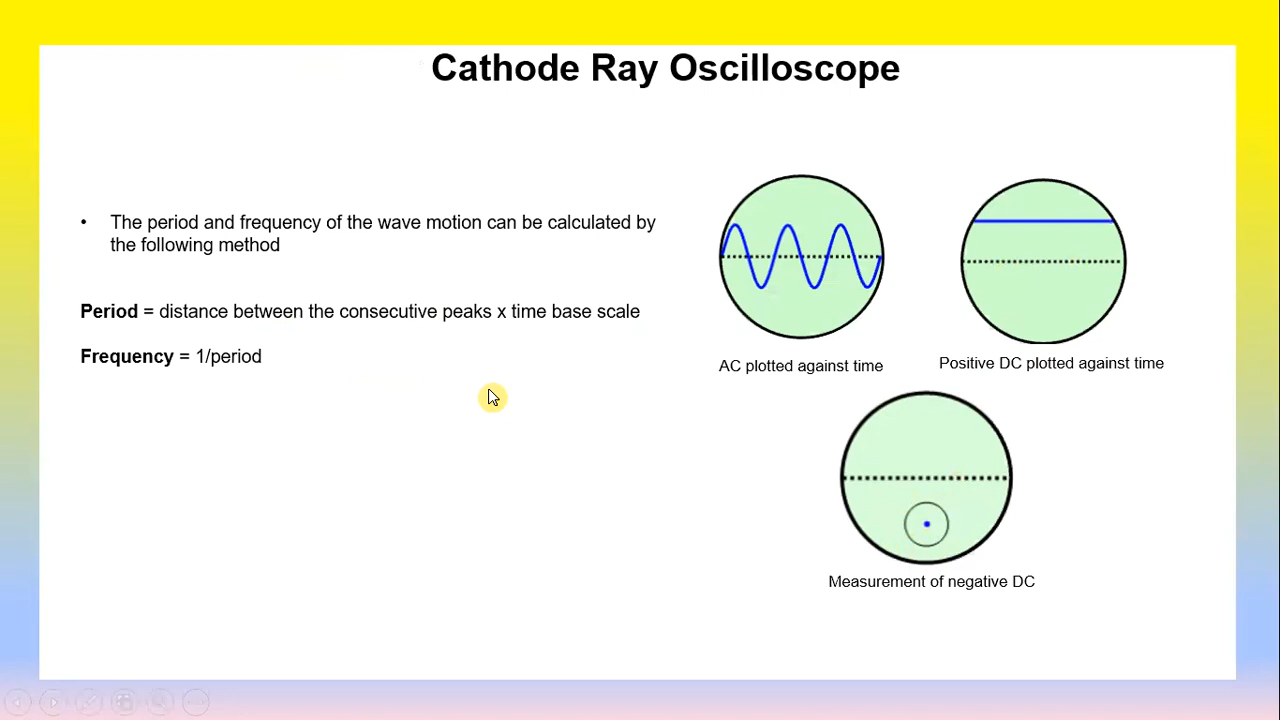 Cathode Ray Oscilloscope
• The period and frequency of the wave motion can be calculated by
the following method
Period = distance between the consecutive peaks x time base scale
Frequency = 1/period
AC plotted against time
Positive DC plotted against time
Measurement of negative DC